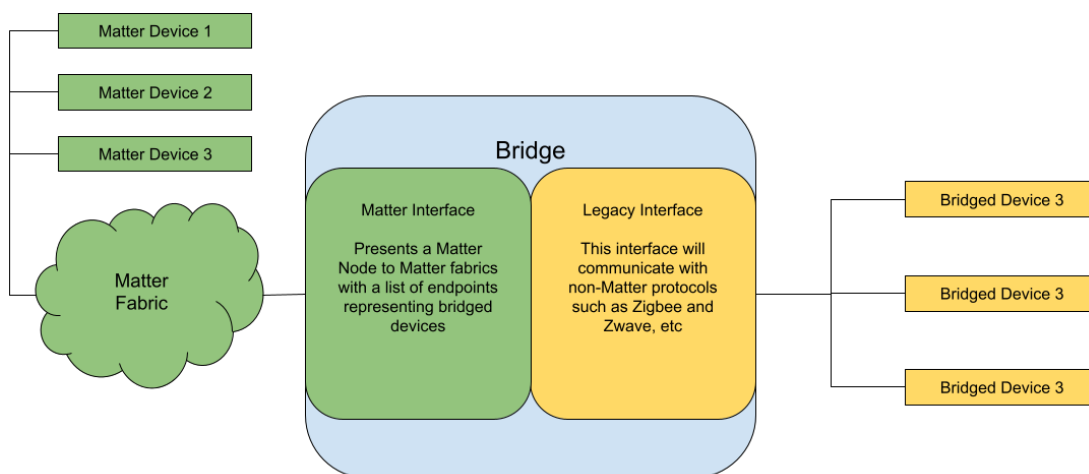 Matter Device 1
Matter Device 2
Matter Device 3
Matter
Fabric
Bridge
Matter Interface
Presents a Matter
Node to Matter fabrics
with a list of endpoints
representing bridged
devices
Legacy Interface
This interface will
communicate with
non-Matter protocols
such as Zigbee and
Zwave, etc
Bridged Device 3
Bridged Device 3
Bridged Device 3